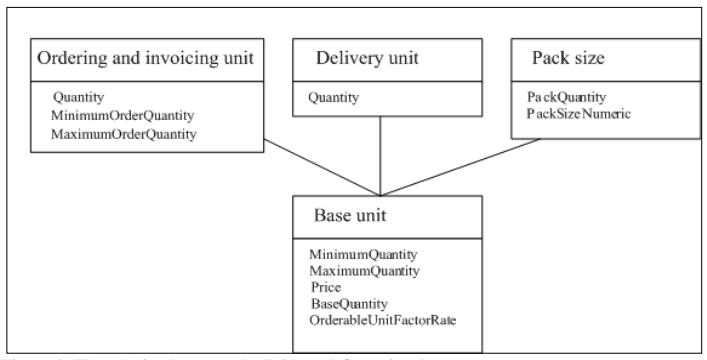 Ordering and invoicing unit
Quantity
MinimumOrderQuantity
MaximumOrderQuantity
Delivery unit
Quantity
Pack size
PackQuantity
PackSizeNumeric
Base unit
MinimumQuantity
MaximumQuantity
Price
BaseQuantity
OrderableUnitFactorRate